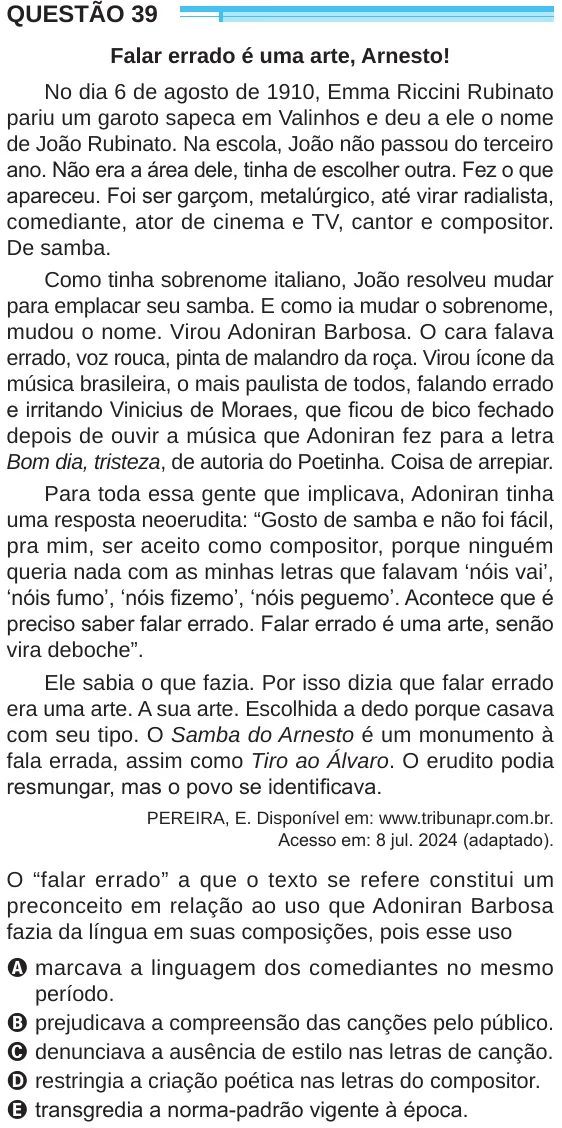 QUESTÃO 39
Falar errado é uma arte, Arnesto!
No dia 6 de agosto de 1910, Emma Riccini Rubinato
pariu um garoto sapeca em Valinhos e deu a ele o nome
de João Rubinato. Na escola, João não passou do terceiro
ano. Não era a área dele, tinha de escolher outra. Fez o que
apareceu. Foi ser garçom, metalúrgico, até virar radialista,
comediante, ator de cinema e TV, cantor e compositor.
De samba.
Como tinha sobrenome italiano, João resolveu mudar
para emplacar seu samba. E como ia mudar o sobrenome,
mudou o nome. Virou Adoniran Barbosa. O cara falava
errado, voz rouca, pinta de malandro da roça. Virou ícone da
música brasileira, o mais paulista de todos, falando errado
e irritando Vinicius de Moraes, que ficou de bico fechado
depois de ouvir a música que Adoniran fez para a letra
Bom dia, tristeza, de autoria do Poetinha. Coisa de arrepiar.
Para toda essa gente que implicava, Adoniran tinha
uma resposta neoerudita: “Gosto de samba e não foi fácil,
pra mim, ser aceito como compositor, porque ninguém
queria nada com as minhas letras que falavam ‘nóis vai’,
‘nóis fumo’, ‘nóis fizemo’, ‘nóis peguemo’. Acontece que é
preciso saber falar errado. Falar errado é uma arte, senão
vira deboche”.
Ele sabia o que fazia. Por isso dizia que falar errado
era uma arte. A sua arte. Escolhida a dedo porque casava
com seu tipo. O Samba do Arnesto é um monumento à
fala errada, assim como Tiro ao Álvaro. O erudito podia
resmungar, mas o povo se identificava.
PEREIRA, E. Disponível em: www.tribunapr.com.br.
Acesso em: 8 jul. 2024 (adaptado).
O “falar errado” a que o texto se refere constitui um
preconceito em relação ao uso que Adoniran Barbosa
fazia da língua em suas composições, pois esse uso
A marcava a linguagem dos comediantes no mesmo
período.
B prejudicava a compreensão das canções pelo público.
C denunciava a ausência de estilo nas letras de canção.
D restringia a criação poética nas letras do compositor.
E transgredia a norma-padrão vigente à época.